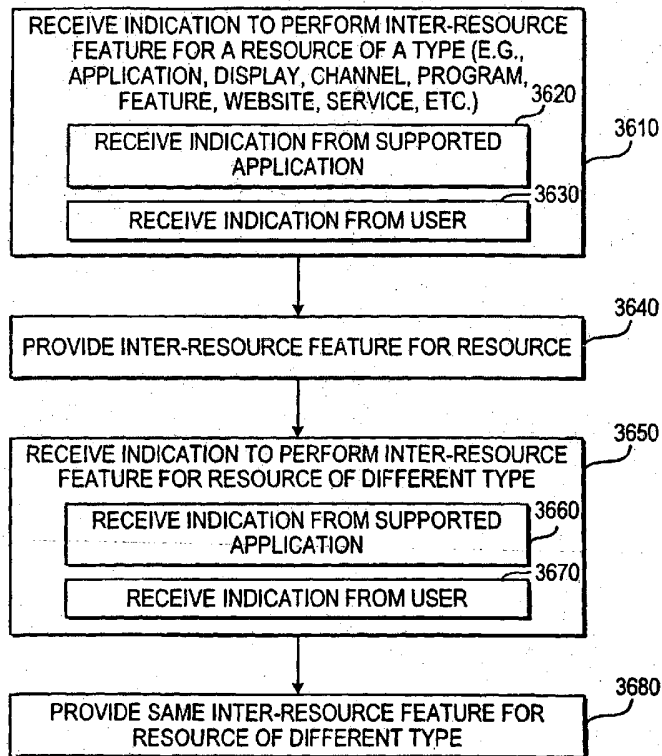 RECEIVE INDICATION TO PERFORM INTER-RESOURCE
FEATURE FOR A RESOURCE OF A TYPE (E.G.,
APPLICATION, DISPLAY, CHANNEL, PROGRAM,
FEATURE, WEBSITE, SERVICE, ETC.)
3620
RECEIVE INDICATION FROM SUPPORTED
APPLICATION
3610
3630
RECEIVE INDICATION FROM USER
3640
PROVIDE INTER-RESOURCE FEATURE FOR RESOURCE
3650
RECEIVE INDICATION TO PERFORM INTER-RESOURCE
FEATURE FOR RESOURCE OF DIFFERENT TYPE
RECEIVE INDICATION FROM SUPPORTED
APPLICATION
3660
3670
RECEIVE INDICATION FROM USER
3680
PROVIDE SAME INTER-RESOURCE FEATURE FOR
RESOURCE OF DIFFERENT TYPE